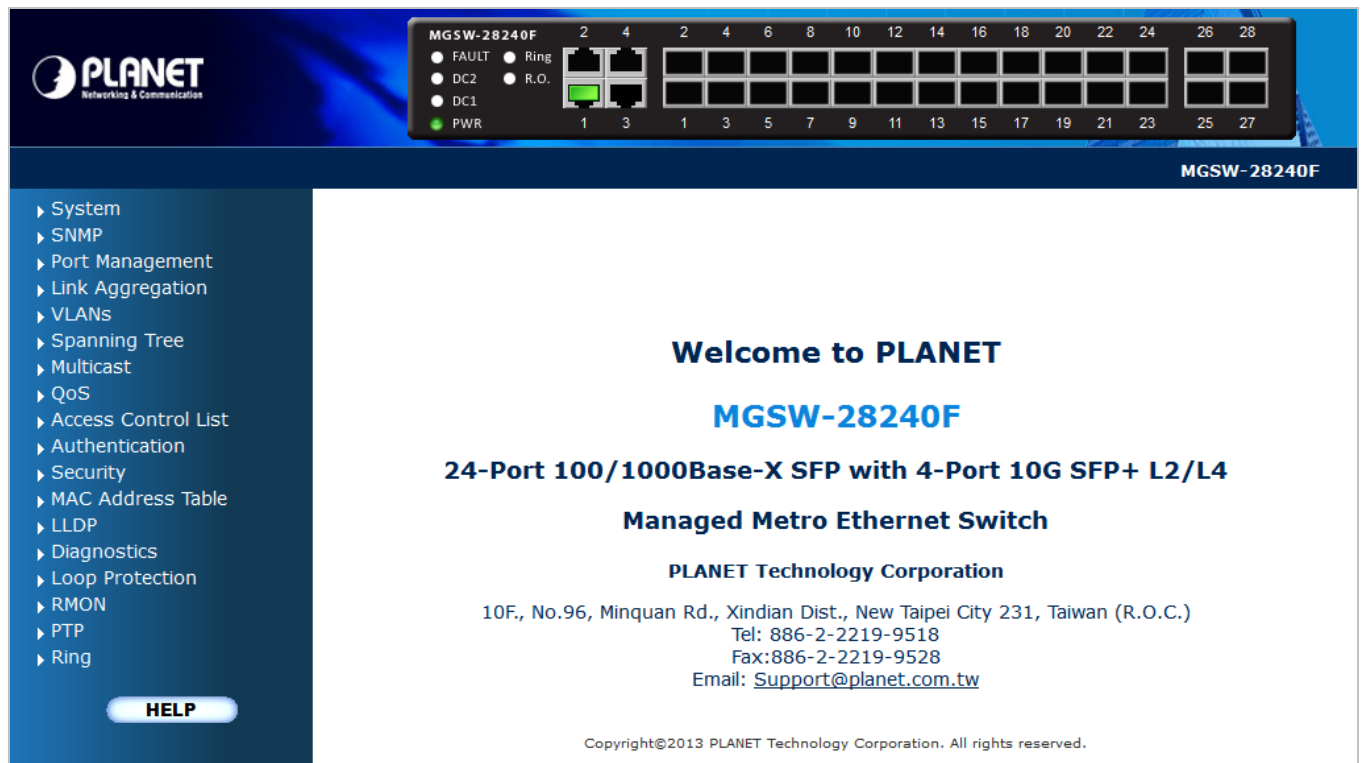 PLANET
Networking & Communication
MGSW-28240F
FAULT Ring
DC2 R.O.
DC1
PWR
2 4 2 4 6 8 10 12 14 16 18 20 22 24 26 28
1 3 1 3 5 7 9 11 13 15 17 19 21 23 25 27
MGSW-28240F
System
SNMP
Port Management
Link Aggregation
VLANs
Spanning Tree
Multicast
QoS
Access Control List
Authentication
Security
MAC Address Table
LLDP
Diagnostics
Loop Protection
RMON
PTP
Ring
HELP
Welcome to PLANET
MGSW-28240F
24-Port 100/1000Base-X SFP with 4-Port 10G SFP+ L2/L4
Managed Metro Ethernet Switch
PLANET Technology Corporation
10F., No.96, Minquan Rd., Xindian Dist., New Taipei City 231, Taiwan (R.O.C.)
Tel: 886-2-2219-9518
Fax:886-2-2219-9528
Email: Support@planet.com.tw
Copyright©2013 PLANET Technology Corporation. All rights reserved.